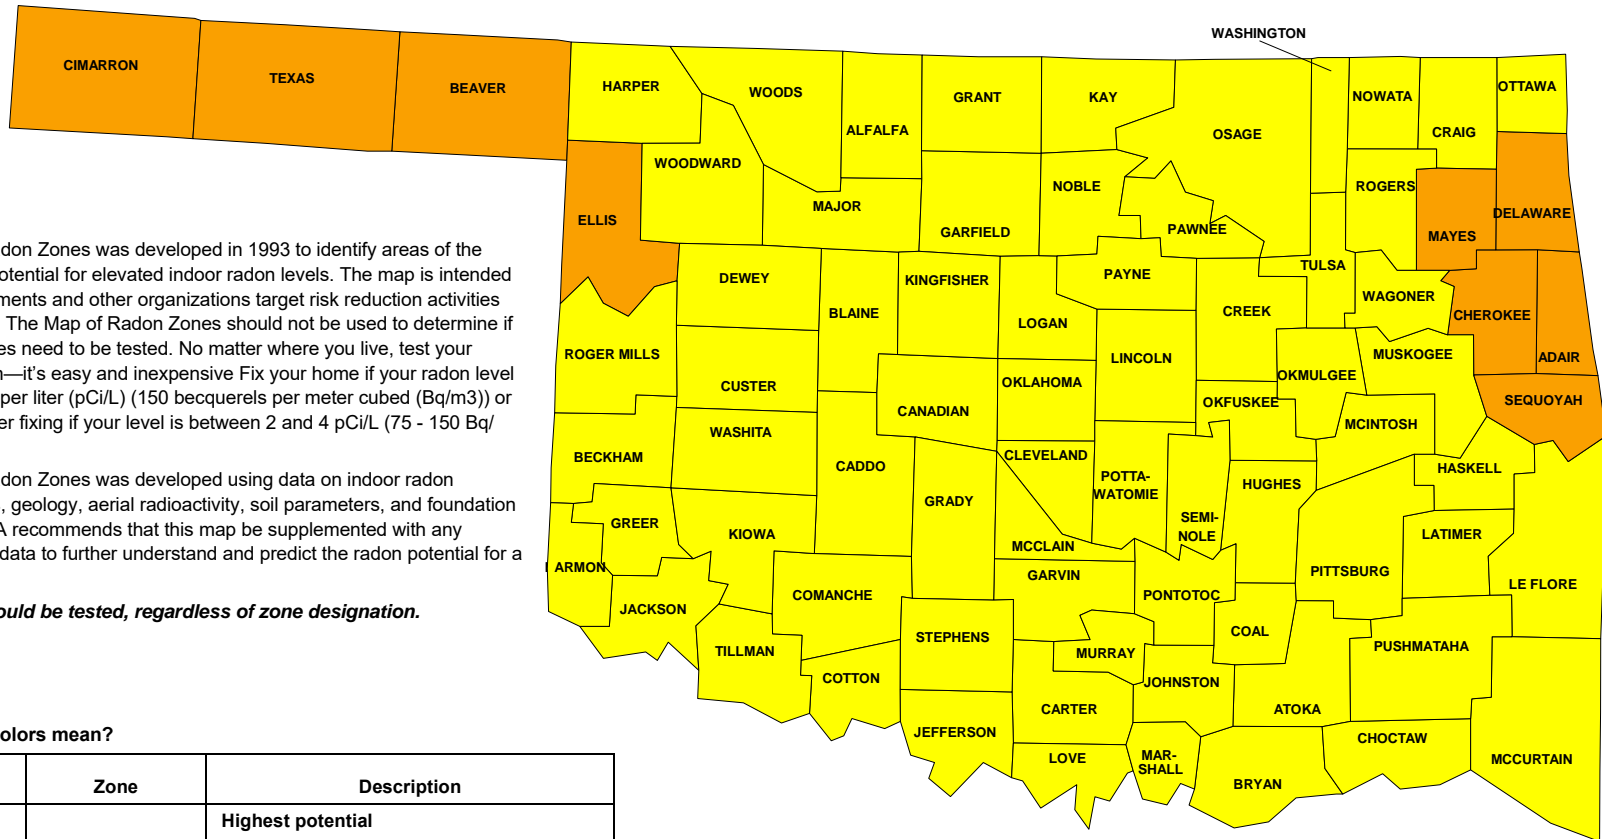 WASHINGTON
CIMARRON
TEXAS
BEAVER
HARPER
WOODS
ALFALFA
GRANT
KAY
OSAGE
NOWATA
CRAIG
OTTAWA
WOODWARD
ELLIS
MAJOR
GARFIELD
NOBLE
PAWNEE
ROGERS
MAYES
DELAWARE
DEWEY
BLAINE
KINGFISHER
LOGAN
PAYNE
CREEK
TULSA
WAGONER
CHEROKEE
ADAIR
ROGER MILLS
CUSTER
CANADIAN
OKLAHOMA
LINCOLN
OKFUSKEE
OKMULGEE
MUSKOGEE
SEQUOYAH
BECKHAM
WASHITA
CADDO
GRADY
CLEVELAND
POTTA-
WATOMIE
SEMI-
NOLE
HUGHES
MCINTOSH
HASKELL
GREER
KIOWA
MCCLAIN
PITTSBURG
LATIMER
LE FLORE
ARMON
JACKSON
COMANCHE
GARVIN
PONTOTOC
COAL
PUSHMATAHA
TILLMAN
COTTON
STEPHENS
MURRAY
JOHNSTON
ATOKA
JEFFERSON
CARTER
LOVE
MAR-
SHALL
BRYAN
CHOCTAW
MCCURTAIN
don Zones was developed in 1993 to identify areas of the
otential for elevated indoor radon levels. The map is intended
ments and other organizations target risk reduction activities
. The Map of Radon Zones should not be used to determine if
es need to be tested. No matter where you live, test your
n—it's easy and inexpensive Fix your home if your radon level
per liter (pCi/L) (150 becquerels per meter cubed (Bq/m3)) or
er fixing if your level is between 2 and 4 pCi/L (75 - 150 Bq/
don Zones was developed using data on indoor radon
, geology, aerial radioactivity, soil parameters, and foundation
A recommends that this map be supplemented with any
data to further understand and predict the radon potential for a
ould be tested, regardless of zone designation.
olors mean?
Zone
Description
Highest potential